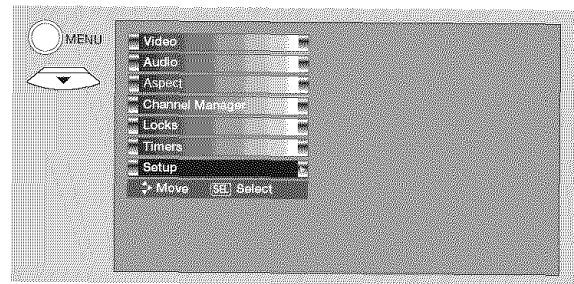 MENU
Video
Audio
Aspect
Channel Manager
Locks
Timers
Setup
Move SEL Select